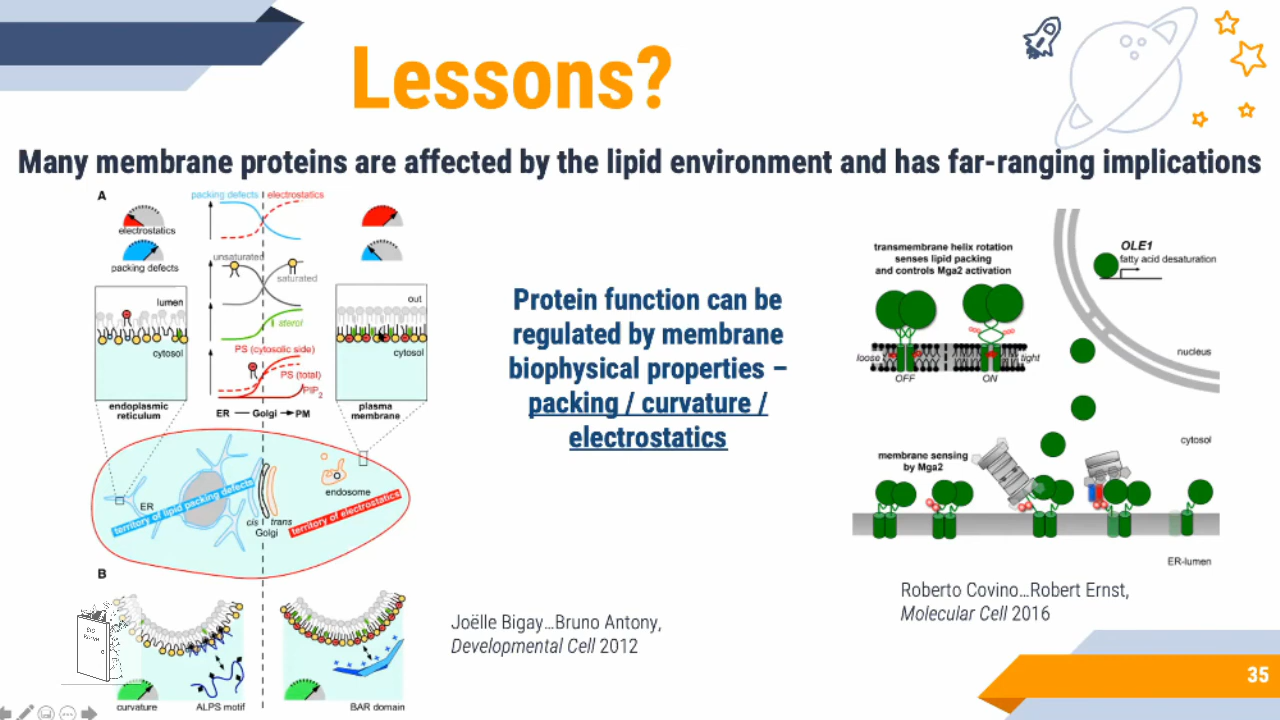 Lessons?
Many membrane proteins are affected by the lipid environment and has far-ranging implications
A
packing defects
electrostatics
electrostatics
packing defects
unsaturated
saturated
sterol
PS (cytosolic side)
PS (total)
PIP2
ER — Golgi → PM
lumen
cytosol
endoplasmic
reticulum
out
cytosol
plasma
membrane
ER
territory of lipid packing defects
cis
trans
Golgi
endosome
territory of electrostatics
B
curvature
ALPS motif
BAR domain
Protein function can be
regulated by membrane
biophysical properties –
packing / curvature /
electrostatics
Joëlle Bigay…Bruno Antony,
Developmental Cell 2012
transmembrane helix rotation
senses lipid packing
and controls Mga2 activation
OLE1
fatty acid desaturation
loose
tight
OFF
ON
nucleus
cytosol
membrane sensing
by Mga2
ER-lumen
Roberto Covino…Robert Ernst,
Molecular Cell 2016
35